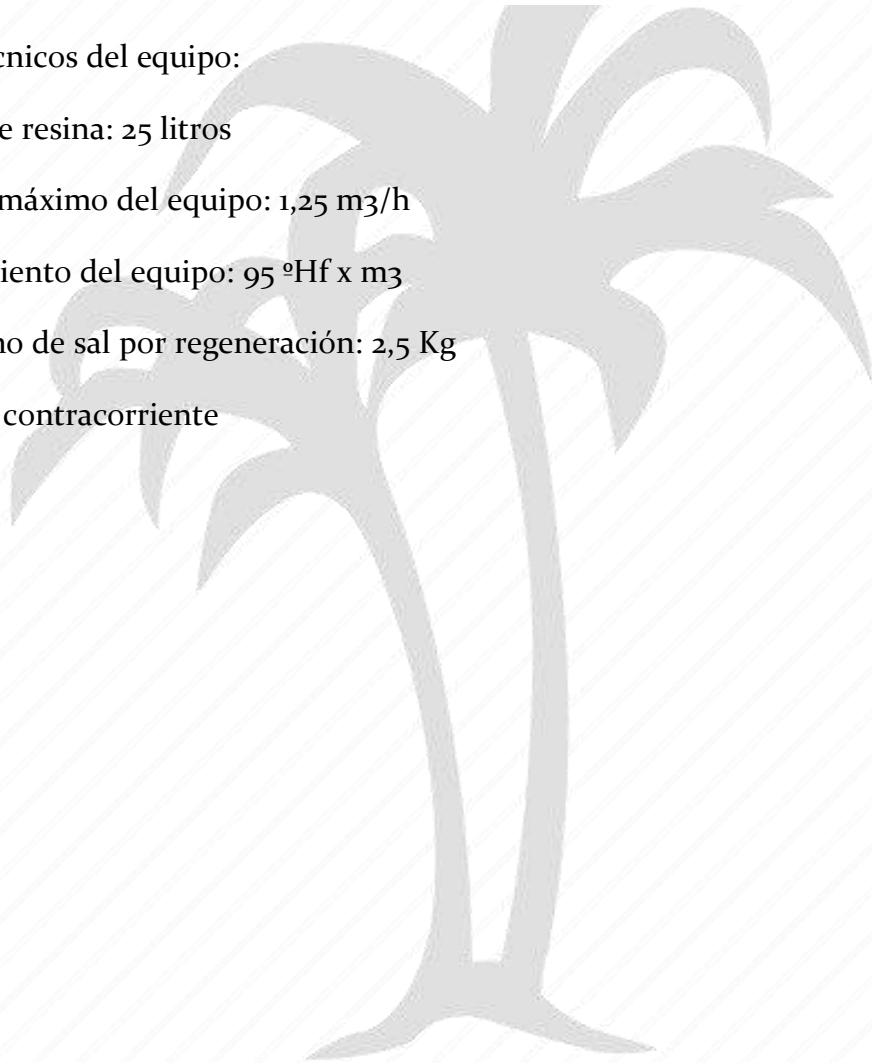 cnicos del equipo:
e resina: 25 litros
máximo del equipo: 1,25 m3/h
iento del equipo: 95 ºHf x m3
no de sal por regeneración: 2,5 Kg
contracorriente